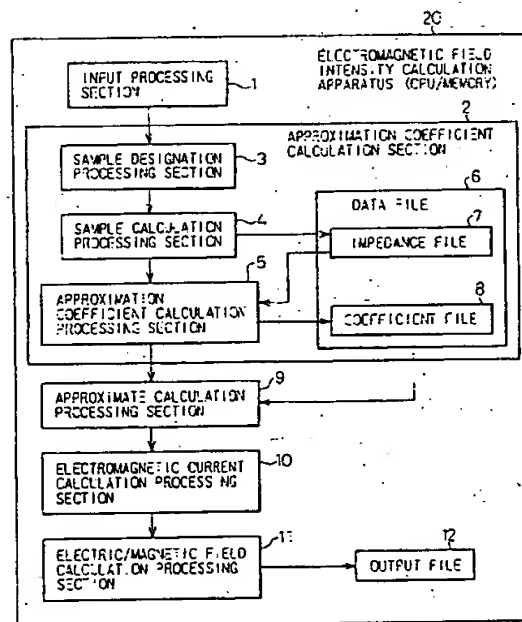 20
ELECTROMAGNETIC FIELD
INTENSITY CALCULATION
APPARATUS (CPU/MEMORY)
INPUT PROCESSING
SECTION
1
2
APPROXIMATION COEFFICIENT
CALCULATION SECTION
SAMPLE DESIGNATION
PROCESSING SECTION
3
6
DATA FILE
SAMPLE CALCULATION
PROCESSING SECTION
4
7
IMPEDANCE FILE
5
APPROXIMATION
COEFFICIENT CALCULATION
PROCESSING SECTION
8
COEFFICIENT FILE
9
APPROXIMATE CALCULATION
PROCESSING SECTION
10
ELECTROMAGNETIC CURRENT
CALCULATION PROCESSING
SECTION
11
ELECTRIC/MAGNETIC FIELD
CALCULATION PROCESSING
SECTION
12
OUTPUT FILE